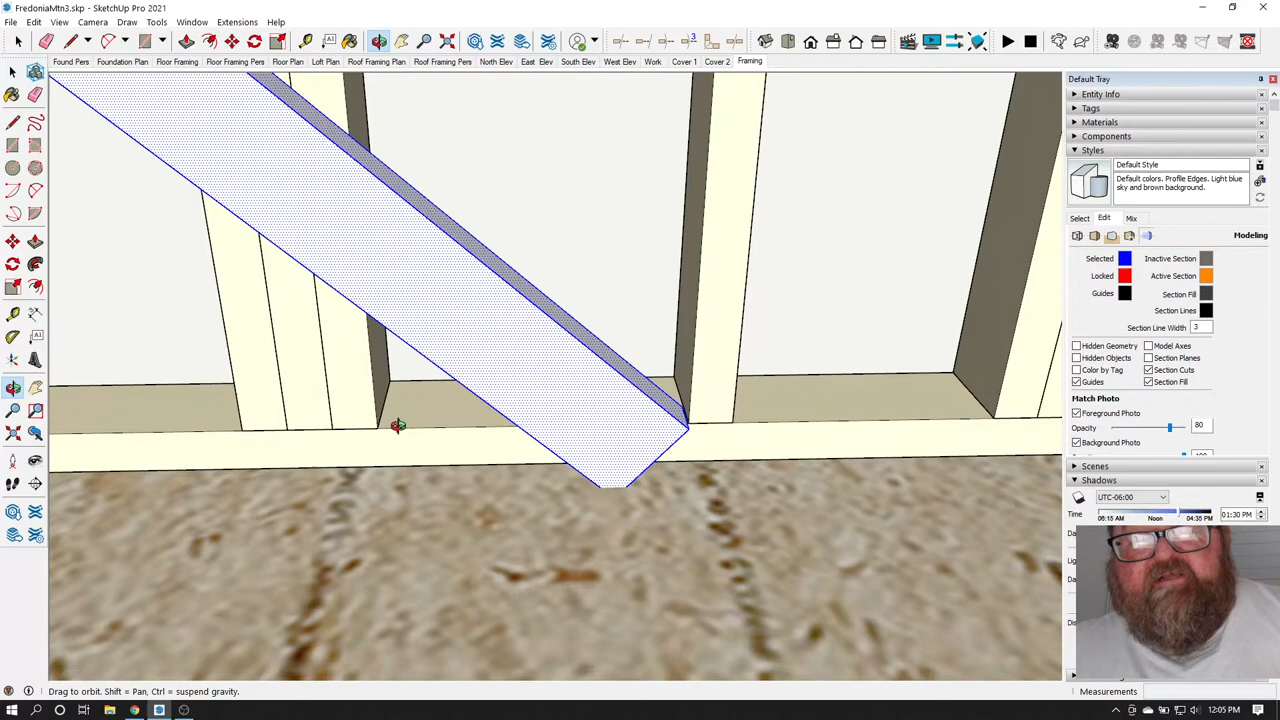 FredoniaMtn3.skp - SketchUp Pro 2021
File Edit View Camera Draw Tools Window Extensions Help
A1 3
Found Pers Foundation Plan Floor Framing Floor Framing Pers Floor Plan Loft Plan Roof Framing Plan Roof Framing Pers North Elev East Elev South Elev West Elev Work Cover 1 Cover 2 Framing
Default Tray
Entity Info
Tags
Materials
Components
Styles
Default Style
Default colors. Profile Edges. Light blue
sky and brown background.
Select Edit Mix
Modeling
Selected Inactive Section
Locked Active Section
Guides Section Fill
Section Lines
Section Line Width 3
Hidden Geometry Model Axes
Hidden Objects Section Planes
Color by Tag Section Cuts
Guides Section Fill
Match Photo
Foreground Photo
Opacity 80
Background Photo
Scenes
Shadows
UTC-06:00
Time 06:15 AM Noon 04:35 PM 01:30 PM
A1
Drag to orbit. Shift = Pan, Ctrl = suspend gravity.
Measurements
12:05 PM